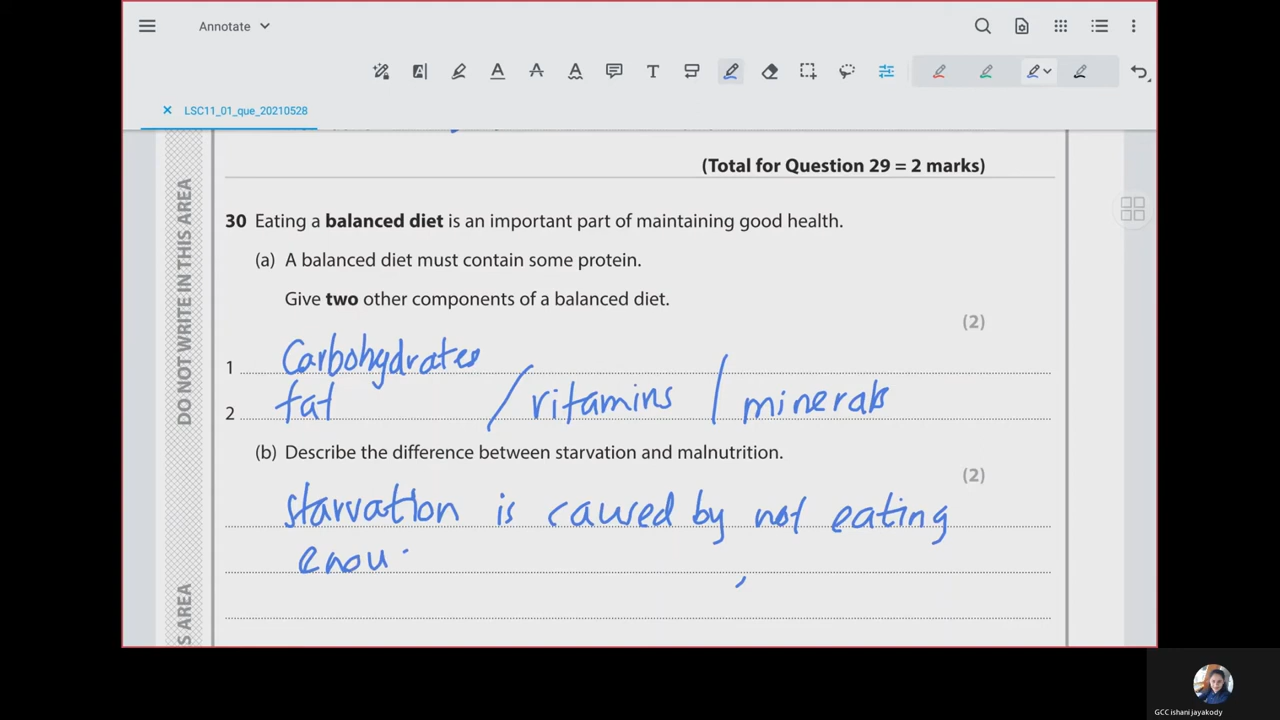 Annotate
LSC11_01_que_20210528
(Total for Question 29 = 2 marks)
DO NOT WRITE IN THIS AREA
30 Eating a balanced diet is an important part of maintaining good health.
(a) A balanced diet must contain some protein.
Give two other components of a balanced diet.
(2)
1 Carbohydrates
2 fat / vitamins / minerals
(b) Describe the difference between starvation and malnutrition.
(2)
starvation is caused by not eating
enou
S AREA
GCC ishani jayakody